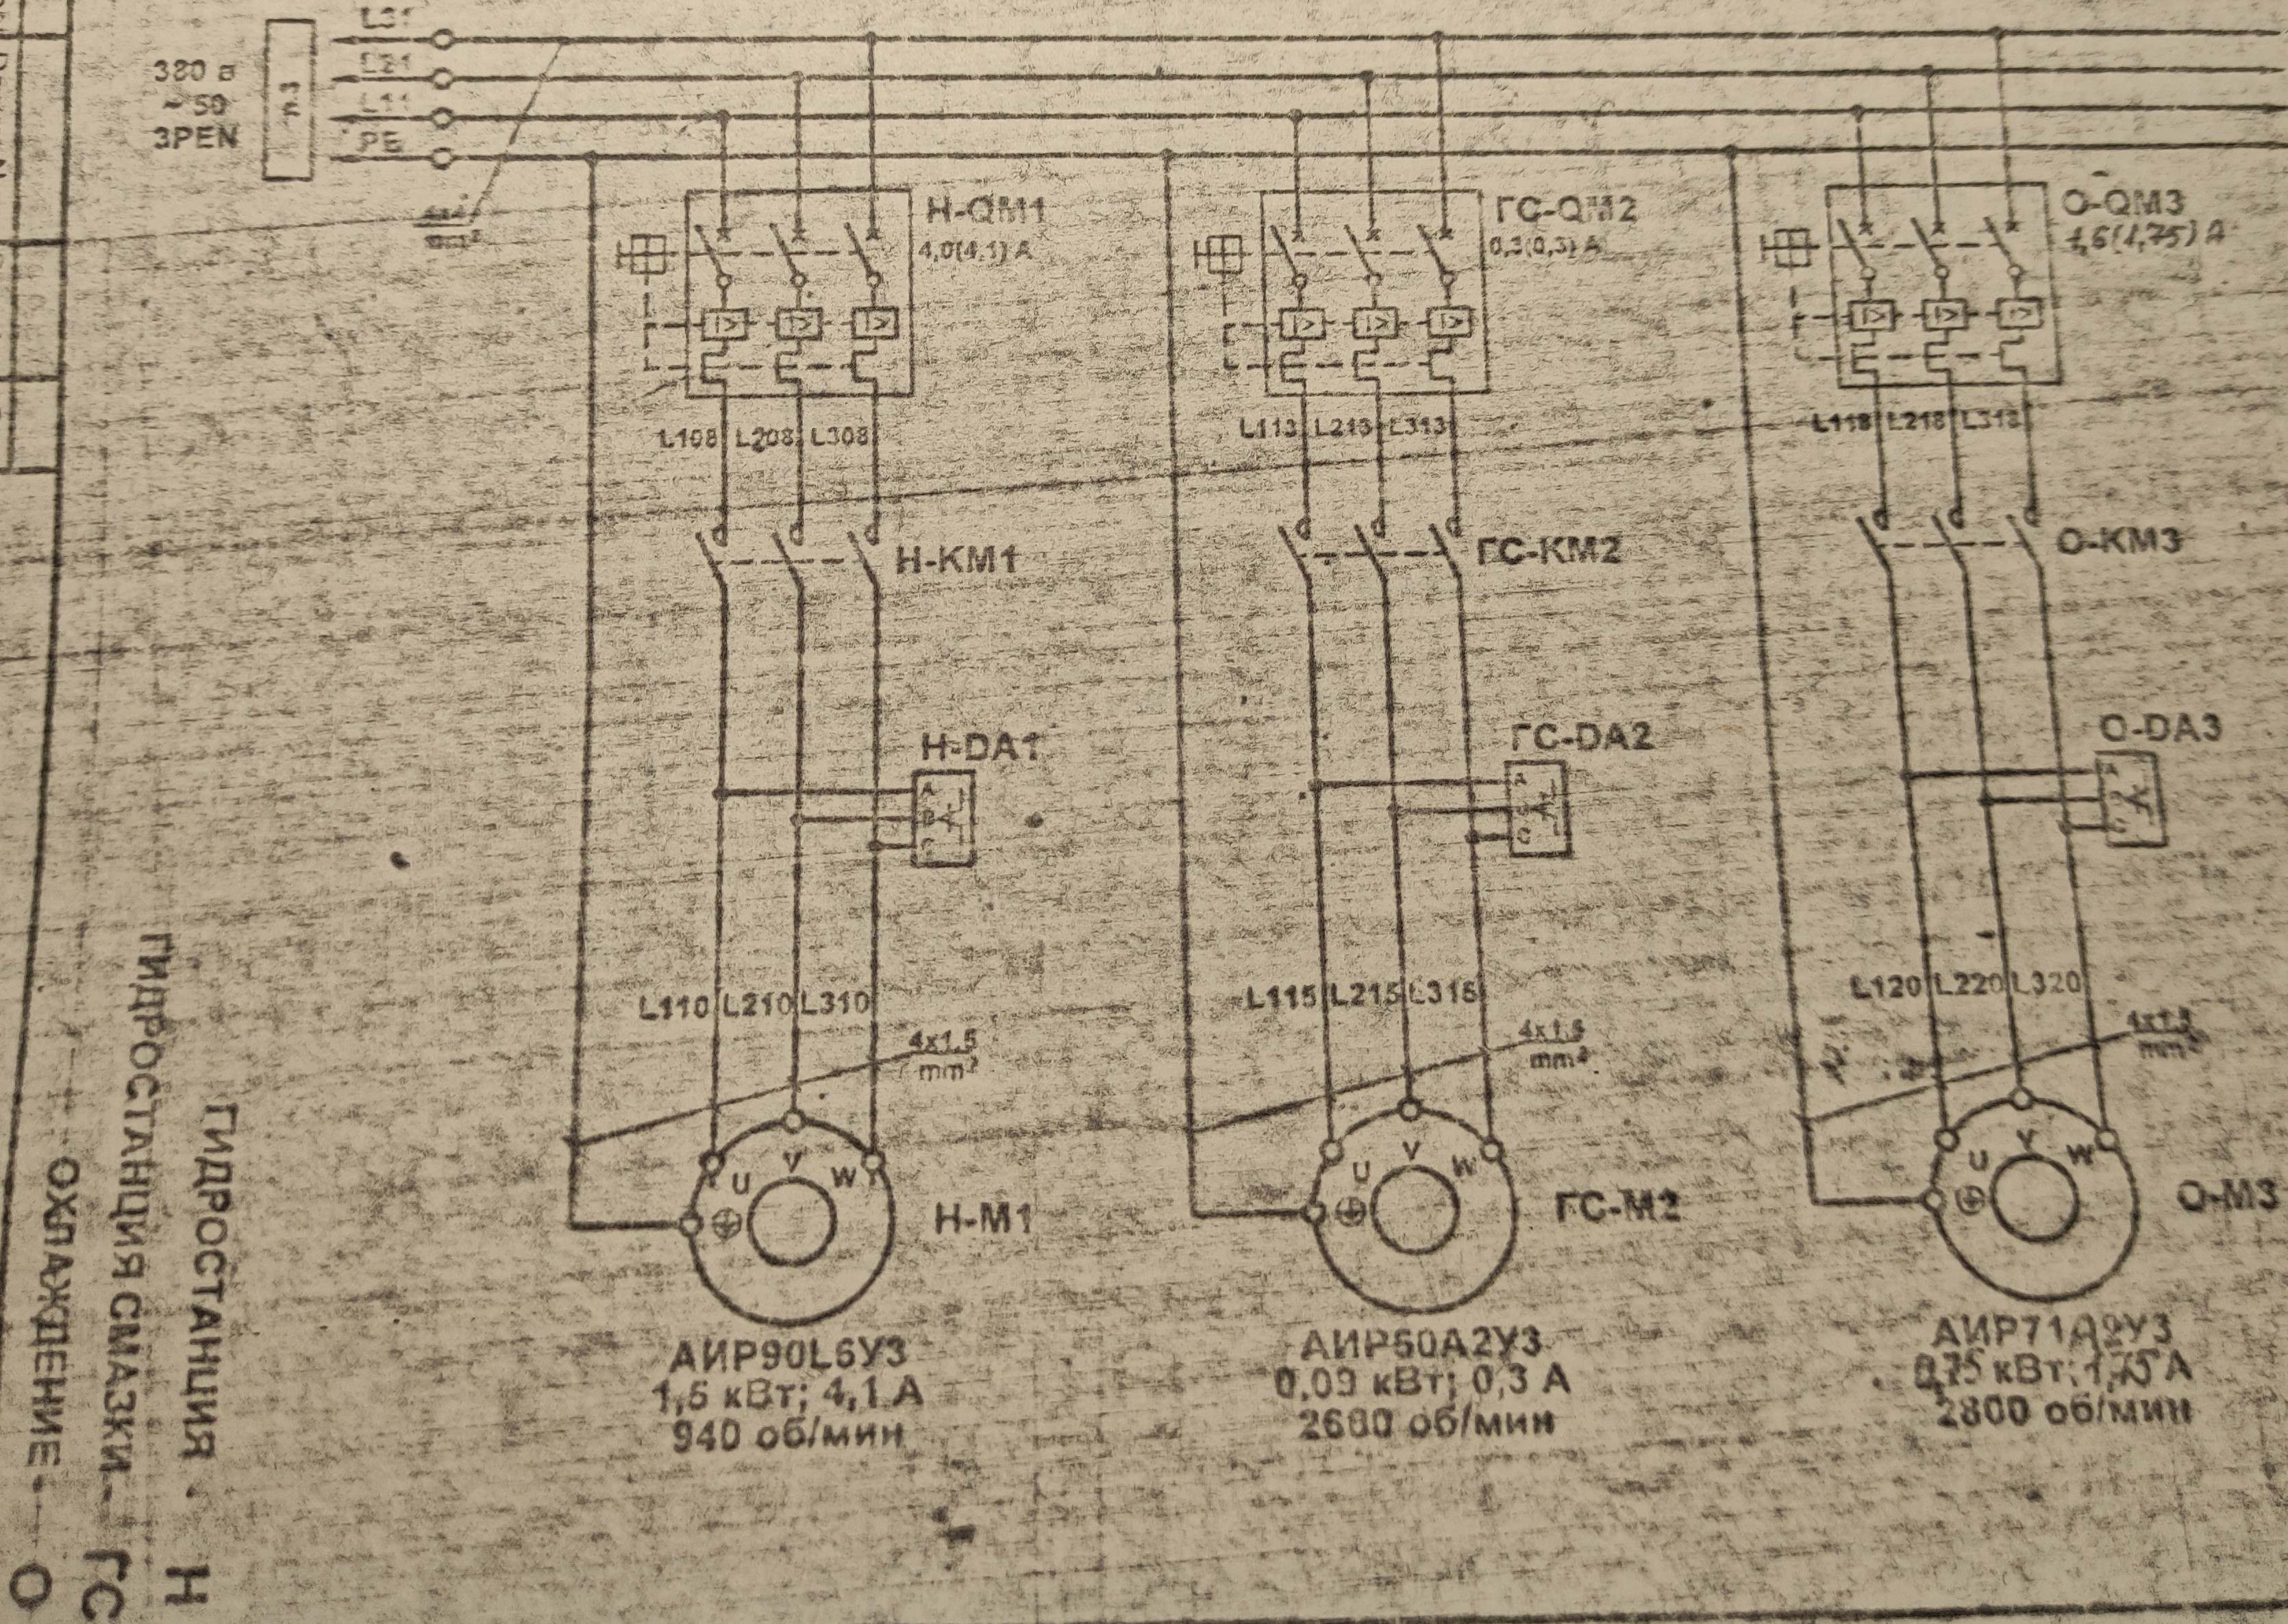 L31
380 в
~ 50
3PEN
L21
L11
PE
mm²
Н-QM1
4,0(4,1) А
ГС-QM2
0,3(0,3) А
О-QM3
1,6(1,75) А
I>
I>
I>
I>
I>
I>
I>
I>
I>
L108 L208 L308
L113 L213 L313
L118 L218 L318
Н-KM1
ГС-KM2
О-KM3
Н-DA1
A
B
C
ГС-DA2
A
C
О-DA3
A
C
L110 L210 L310
L115 L215 L315
L120 L220 L320
4x1,5
mm²
4x1,5
mm²
4x1,5
mm²
U V W
U V W
U V W
Н-M1
ГС-M2
О-M3
АИР90L6У3
1,5 кВт; 4,1 А
940 об/мин
АИР50А2У3
0,09 кВт; 0,3 А
2660 об/мин
АИР71А2У3
0,75 кВт; 1,75 А
2800 об/мин
ГИДРОСТАНЦИЯ - Н
ГИДРОСТАНЦИЯ СМАЗКИ - ГС
ОХЛАЖДЕНИЕ - О